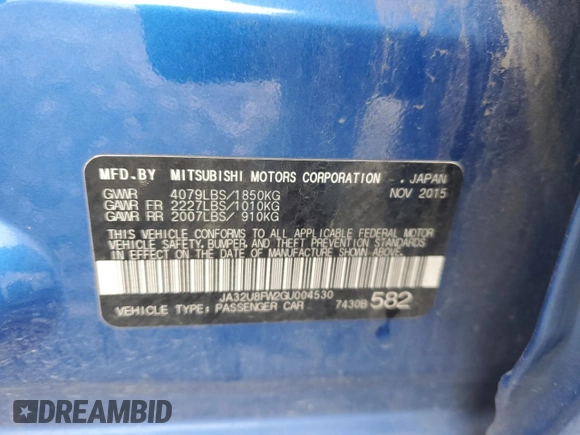 MFD.BY MITSUBISHI MOTORS CORPORATION - . JAPAN
GVWR 4079LBS/1850KG NOV 2015
GAWR FR 2227LBS/1010KG
GAWR RR 2007LBS/ 910KG
THIS VEHICLE CONFORMS TO ALL APPLICABLE FEDERAL MOTOR
VEHICLE SAFETY, BUMPER, AND THEFT PREVENTION STANDARDS
IN EFFECT ON THE DATE OF MANUFACTURE SHOWN ABOVE.
JA32U8FW2GU004530
VEHICLE TYPE: PASSENGER CAR 7430B 582
DREAMBID